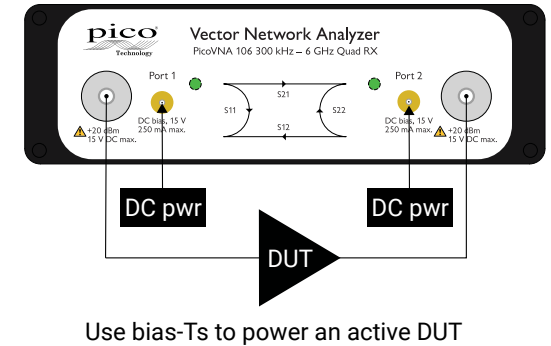 pico
Technology
Vector Network Analyzer
PicoVNA 106 300 kHz – 6 GHz Quad RX
Port 1
Port 2
S21
S11
S22
S12
DC bias, 15 V
250 mA max.
DC bias, 15 V
250 mA max.
+20 dBm
15 V DC max.
+20 dBm
15 V DC max.
DC pwr
DC pwr
DUT
Use bias-Ts to power an active DUT